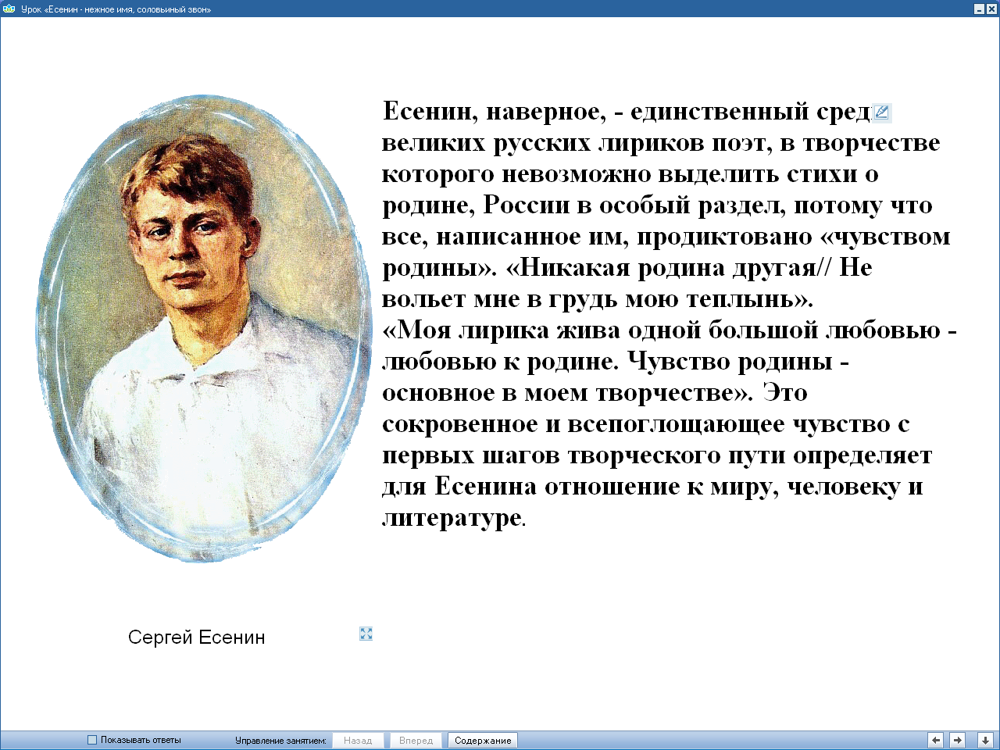 Урок «Есенин - нежное имя, соловьиный звон»
Есенин, наверное, - единственный
великих русских лириков поэт, в творчестве
которого невозможно выделить стихи о
родине, России в особый раздел, потому что
все, написанное им, продиктовано «чувством
родины». «Никакая родина другая// Не
вольет мне в грудь мою теплынь».
«Моя лирика жива одной большой любовью -
любовью к родине. Чувство родины -
основное в моем творчестве». Это
сокровенное и всепоглощающее чувство с
первых шагов творческого пути определяет
для Есенина отношение к миру, человеку и
литературе.
Сергей Есенин
Показывать ответы
Управление занятием:
Назад
Вперед
Содержание